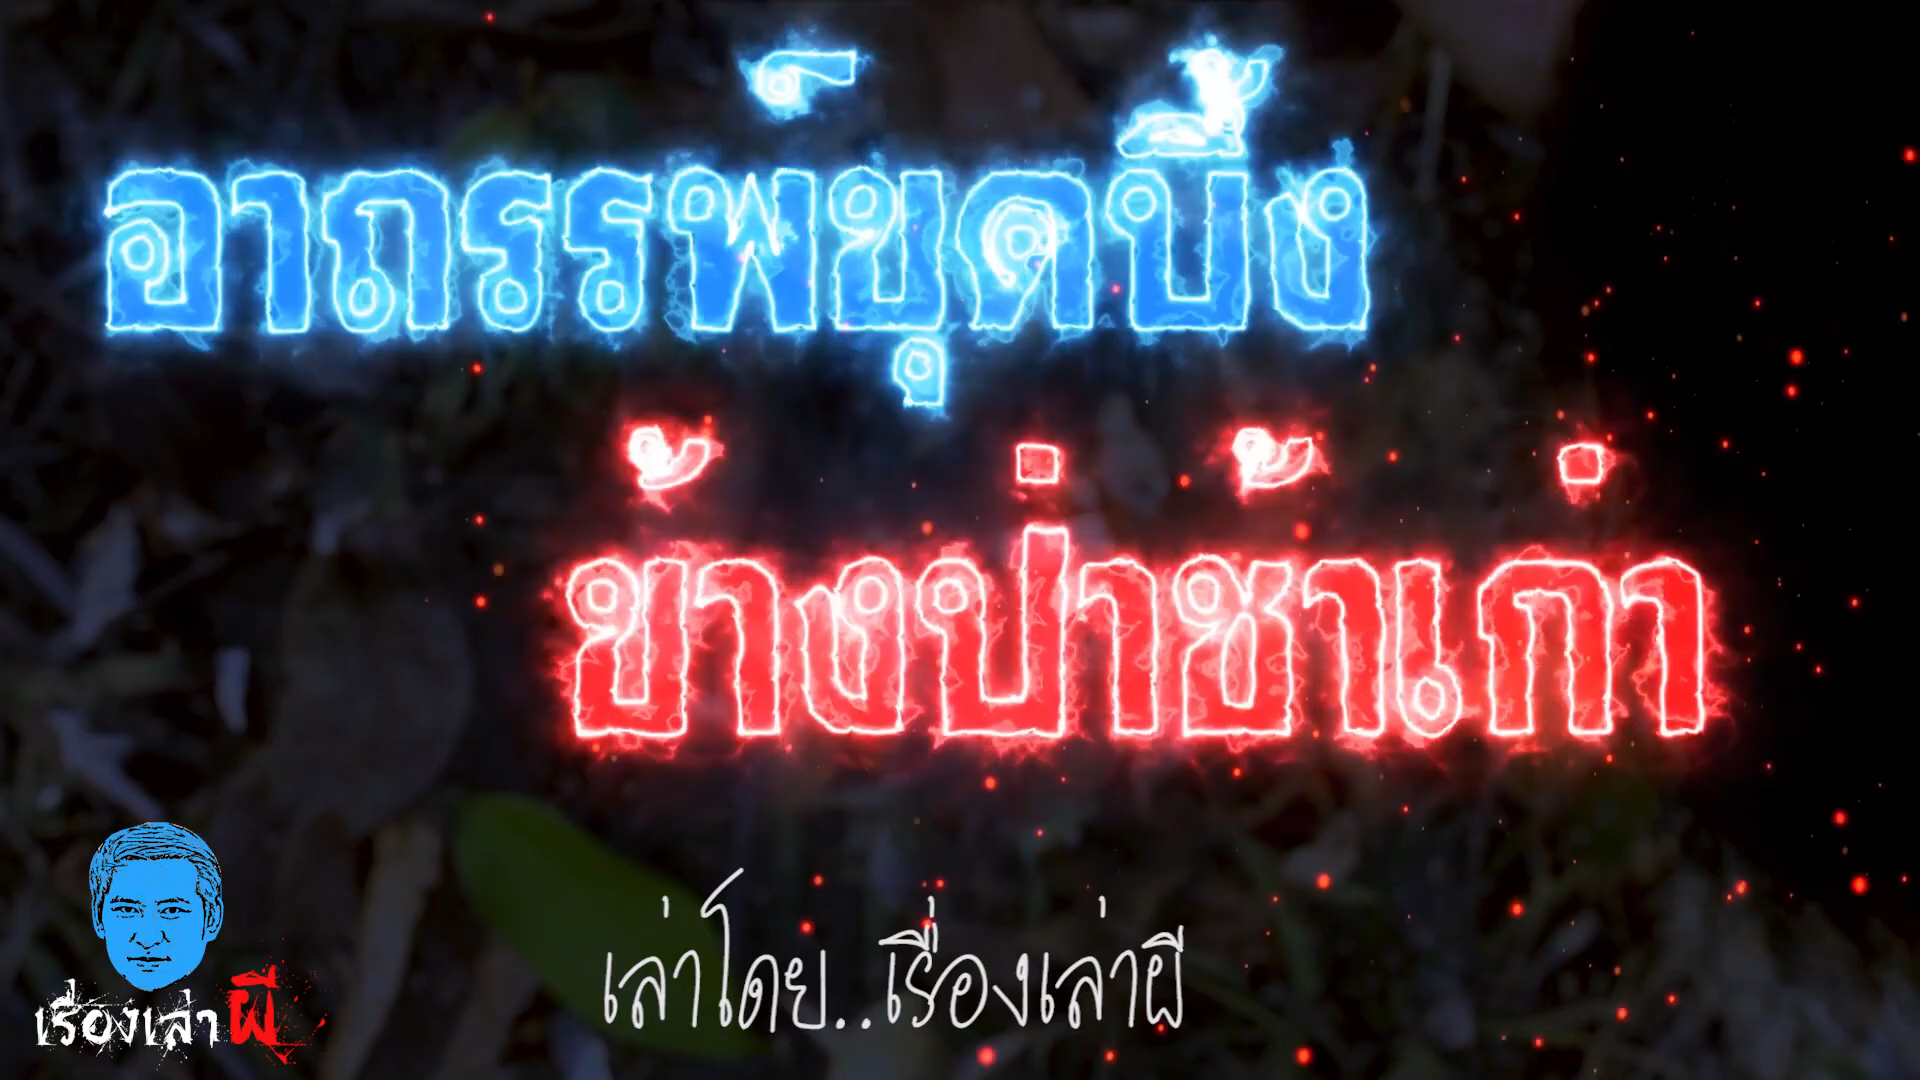 อาถรรพ์ขุดบึ้ง
ข้างป่าช้าเก่า
เล่าโดย..เรื่องเล่าผี
เรื่องเล่าผี